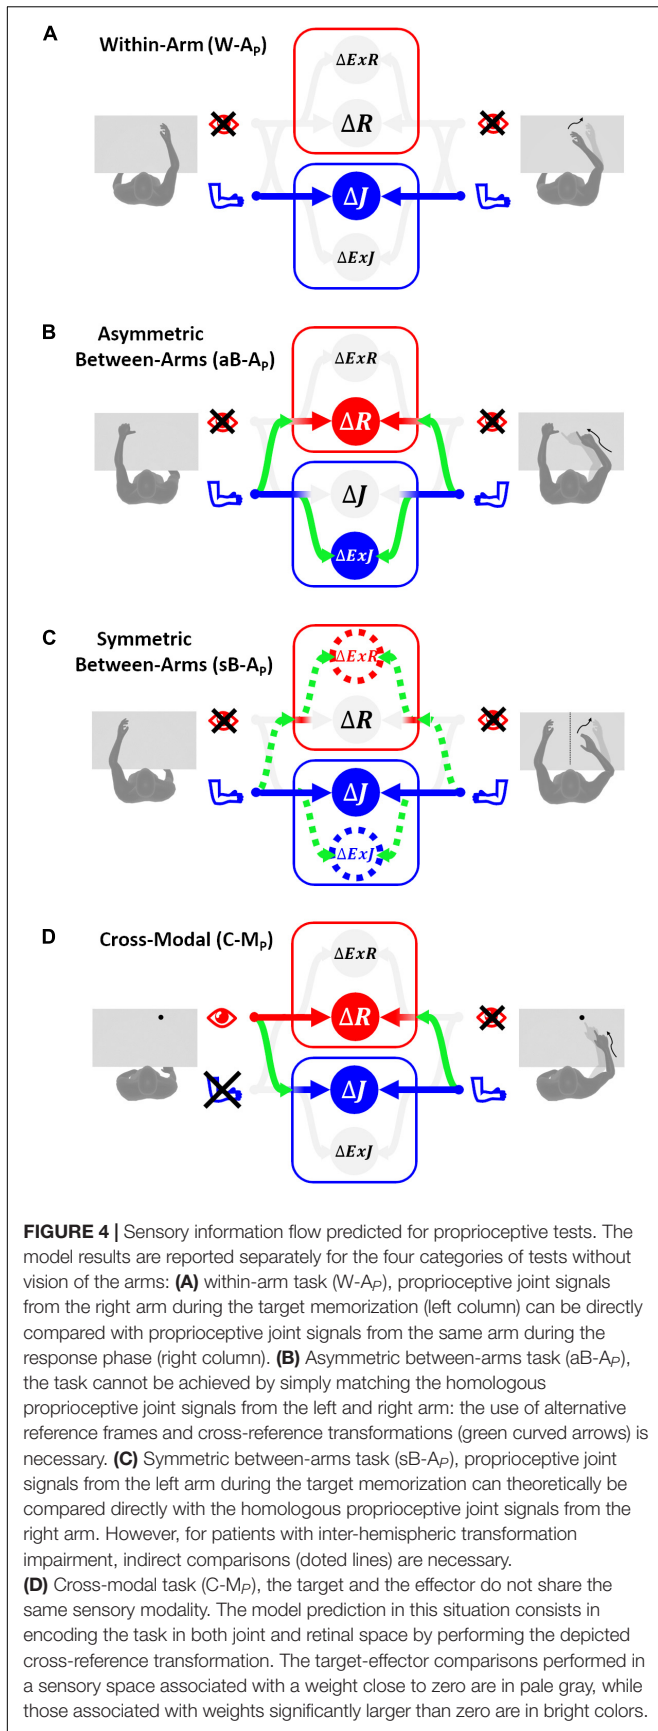 A
Within-Arm (W-AP)
ΔExR
ΔR
ΔJ
ΔExJ
B
Asymmetric
Between-Arms (aB-AP)
ΔExR
ΔR
ΔJ
ΔExJ
C
Symmetric
Between-Arms (sB-AP)
ΔExR
ΔR
ΔJ
ΔExJ
D
Cross-Modal (C-MP)
ΔExR
ΔR
ΔJ
ΔExJ
FIGURE 4 | Sensory information flow predicted for proprioceptive tests. The
model results are reported separately for the four categories of tests without
vision of the arms: (A) within-arm task (W-AP), proprioceptive joint signals
from the right arm during the target memorization (left column) can be directly
compared with proprioceptive joint signals from the same arm during the
response phase (right column). (B) Asymmetric between-arms task (aB-AP),
the task cannot be achieved by simply matching the homologous
proprioceptive joint signals from the left and right arm: the use of alternative
reference frames and cross-reference transformations (green curved arrows) is
necessary. (C) Symmetric between-arms task (sB-AP), proprioceptive joint
signals from the left arm during the target memorization can theoretically be
compared directly with the homologous proprioceptive joint signals from the
right arm. However, for patients with inter-hemispheric transformation
impairment, indirect comparisons (doted lines) are necessary.
(D) Cross-modal task (C-MP), the target and the effector do not share the
same sensory modality. The model prediction in this situation consists in
encoding the task in both joint and retinal space by performing the depicted
cross-reference transformation. The target-effector comparisons performed in
a sensory space associated with a weight close to zero are in pale gray, while
those associated with weights significantly larger than zero are in bright colors.